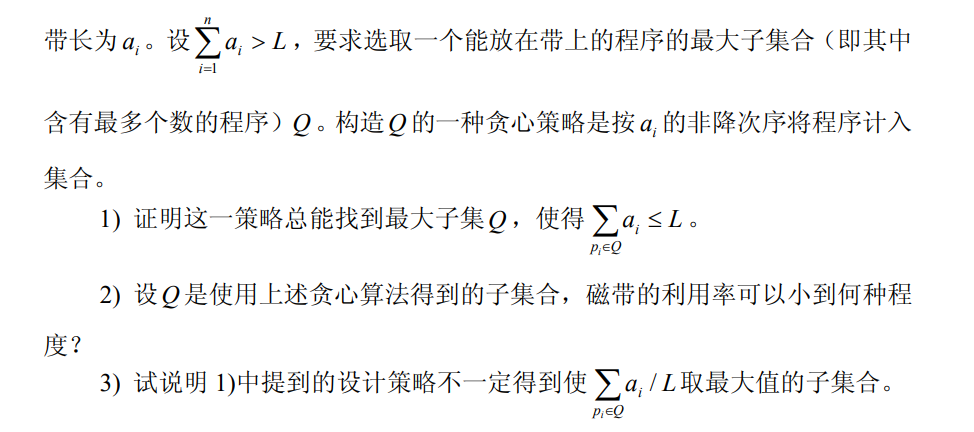 带长为 $a_i$。设 $\sum_{i=1}^{n} a_i > L$，要求选取一个能放在带上的程序的最大子集合（即其中
含有最多个数的程序）$Q$。构造 $Q$ 的一种贪心策略是按 $a_i$ 的非降次序将程序计入
集合。
1) 证明这一策略总能找到最大子集 $Q$，使得 $\sum_{p_i \in Q} a_i \le L$。
2) 设 $Q$ 是使用上述贪心算法得到的子集合，磁带的利用率可以小到何种程
度？
3) 试说明 1)中提到的设计策略不一定得到使 $\sum_{p_i \in Q} a_i / L$ 取最大值的子集合。